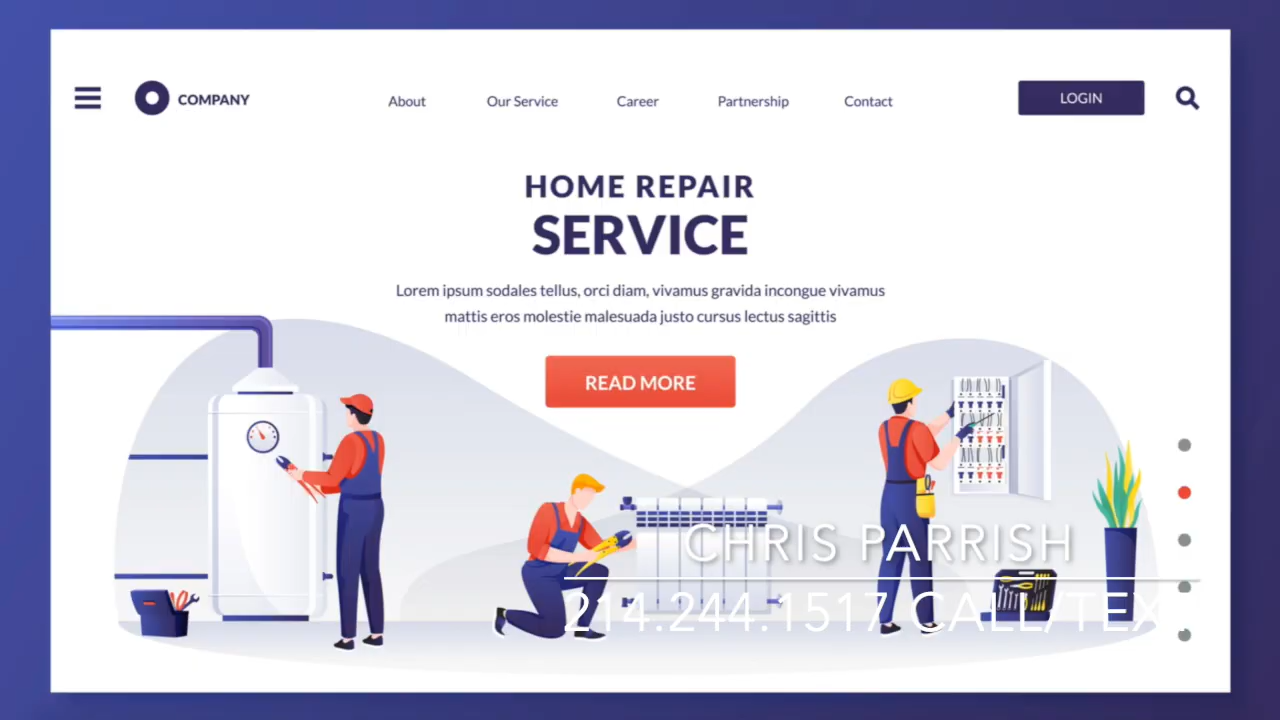 COMPANY
About
Our Service
Career
Partnership
Contact
LOGIN
HOME REPAIR
SERVICE
Lorem ipsum sodales tellus, orci diam, vivamus gravida incongue vivamus
mattis eros molestie malesuada justo cursus lectus sagittis
READ MORE
CHRIS PARRISH
214.244.1517 CALL/TEXT